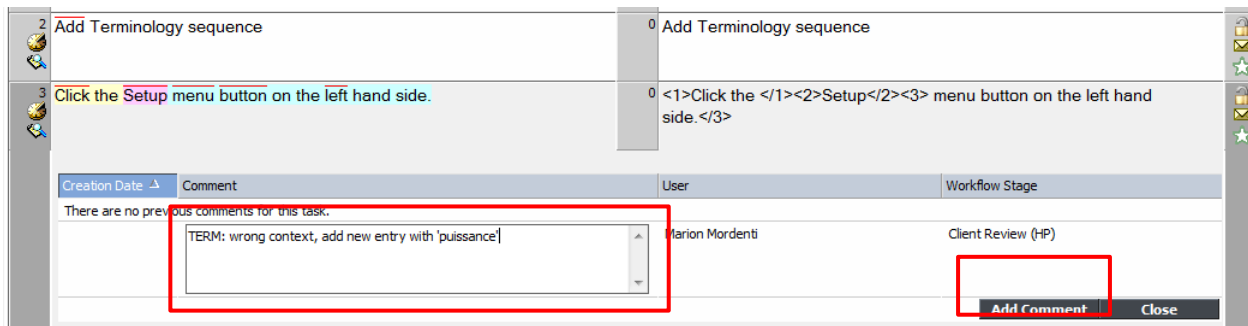 2 Add Terminology sequence 0 Add Terminology sequence
3 Click the Setup menu button on the left hand side. 0 <1>Click the </1><2>Setup</2><3> menu button on the left hand
side.</3>
Creation Date Comment User Workflow Stage
There are no previous comments for this task.
TERM: wrong context, add new entry with 'puissance' Marion Mordenti Client Review (HP)
Add Comment Close